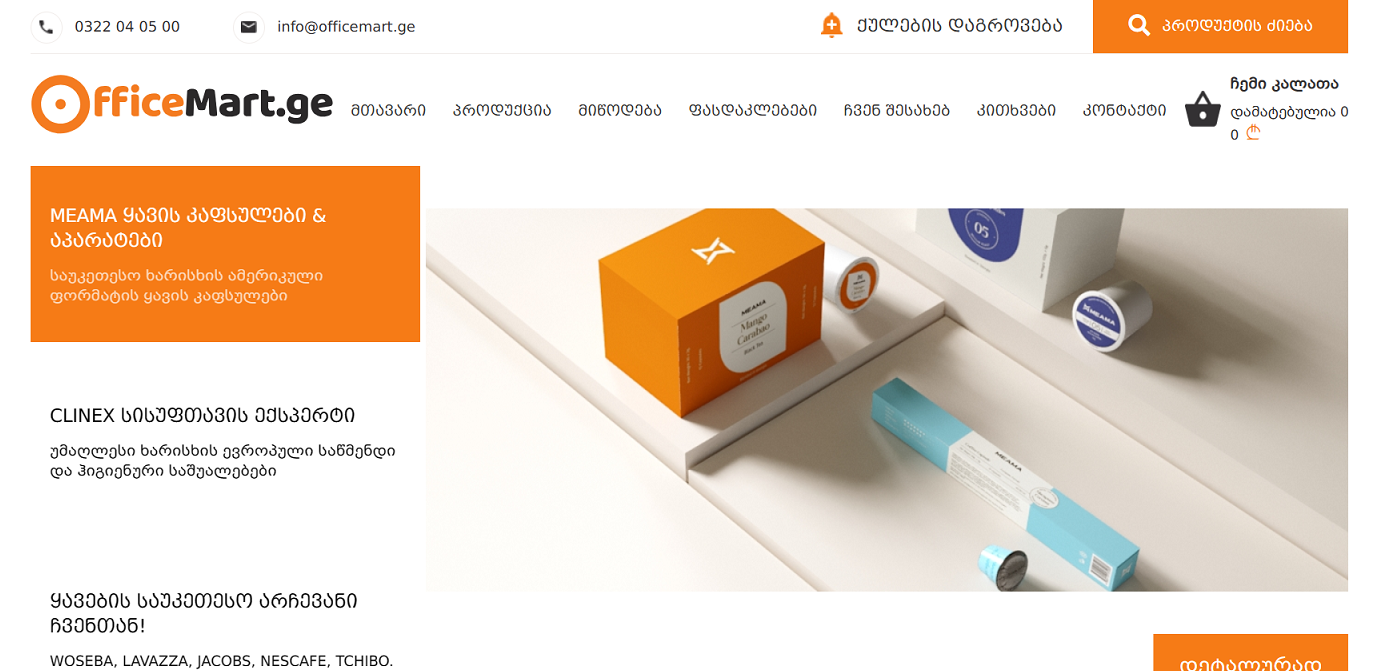 0322 04 05 00
info@officemart.ge
ქულების დაგროვება
პროდუქტის ძიება
OfficeMart.ge
მთავარი
პროდუქცია
მიწოდება
ფასდაკლებები
ჩვენ შესახებ
კითხვები
კონტაქტი
ჩემი კალათა
დამატებულია 0
0 ₾
MEAMA ყავის კაფსულები &
აპარატები
საუკეთესო ხარისხის ამერიკული
ფორმატის ყავის კაფსულები
CLINEX სისუფთავის ექსპერტი
უმაღლესი ხარისხის ევროპული საწმენდი
და ჰიგიენური საშუალებები
ყავების საუკეთესო არჩევანი
ჩვენთან!
WOSEBA, LAVAZZA, JACOBS, NESCAFE, TCHIBO.
MEAMA
Mango
Carabao
Black Tea
05
MEAMA
MEAMA
დეტალურად